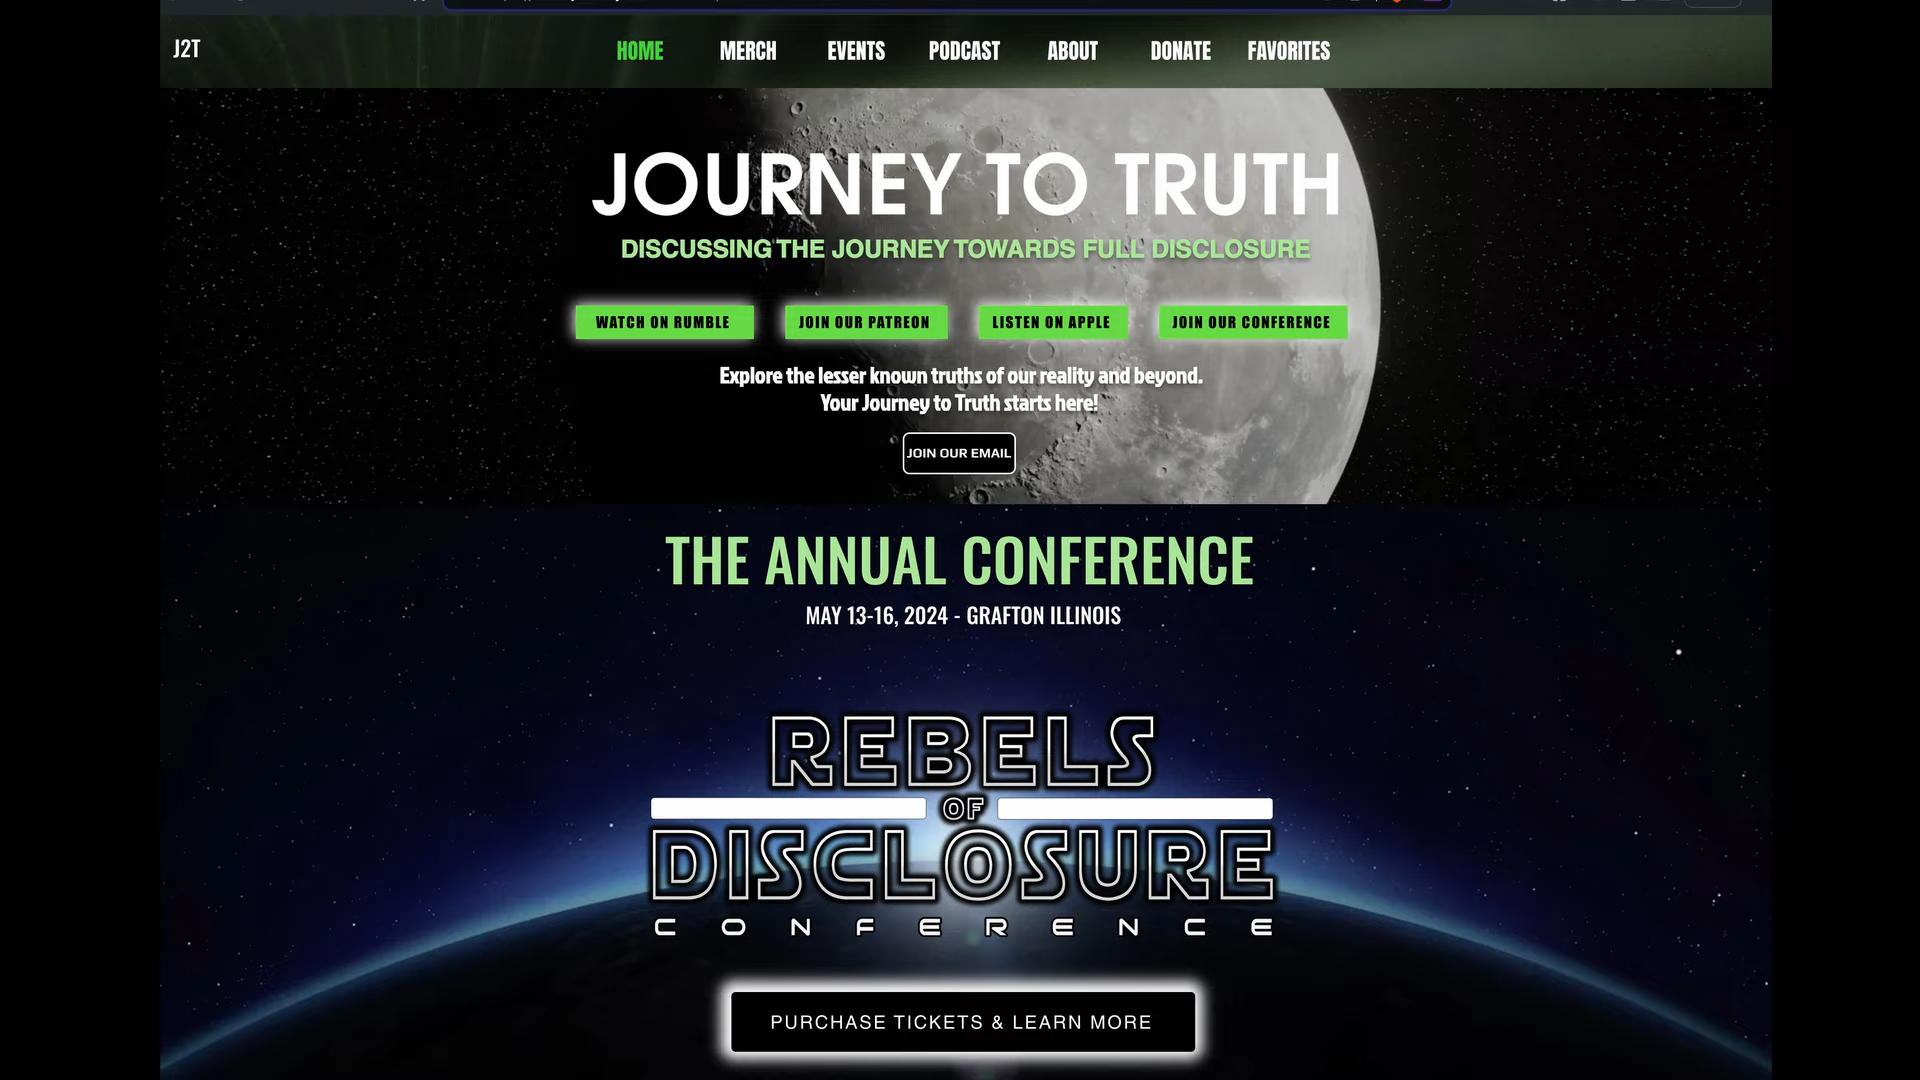 J2T
HOME MERCH EVENTS PODCAST ABOUT DONATE FAVORITES
JOURNEY TO TRUTH
DISCUSSING THE JOURNEY TOWARDS FULL DISCLOSURE
WATCH ON RUMBLE JOIN OUR PATREON LISTEN ON APPLE JOIN OUR CONFERENCE
Explore the lesser known truths of our reality and beyond.
Your Journey to Truth starts here!
JOIN OUR EMAIL
THE ANNUAL CONFERENCE
MAY 13-16, 2024 - GRAFTON ILLINOIS
REBELS
OF
DISCLOSURE
CONFERENCE
PURCHASE TICKETS & LEARN MORE